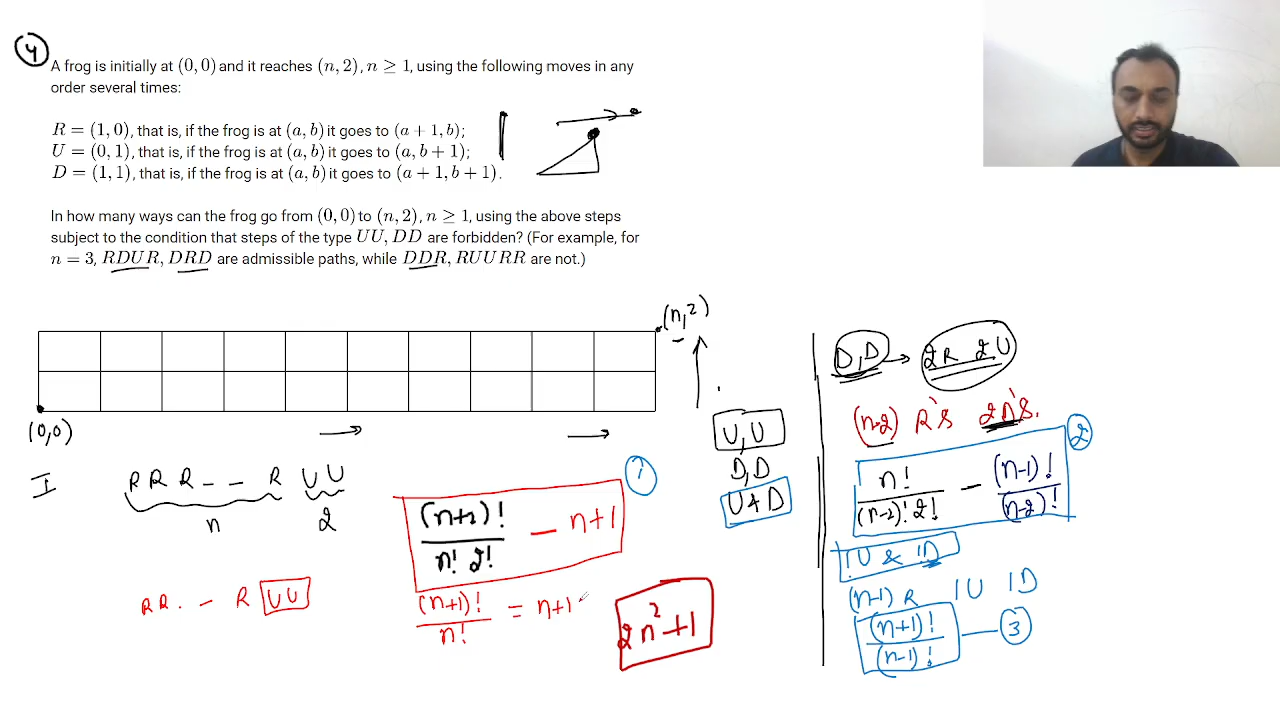 4
A frog is initially at (0, 0) and it reaches (n, 2), n ≥ 1, using the following moves in any
order several times:
R = (1, 0), that is, if the frog is at (a, b) it goes to (a + 1, b);
U = (0, 1), that is, if the frog is at (a, b) it goes to (a, b + 1);
D = (1, 1), that is, if the frog is at (a, b) it goes to (a + 1, b + 1).
In how many ways can the frog go from (0, 0) to (n, 2), n ≥ 1, using the above steps
subject to the condition that steps of the type UU, DD are forbidden? (For example, for
n = 3, RDUR, DRD are admissible paths, while DDR, RUURR are not.)
(n,2)
(0,0)
I
R R R - - R U U
n 2
(n+2)!/n! 2! - n+1
1
RR. - R UU
(n+1)!/n! = n+1
2n²+1
U, U
D, D
U & D
D, D → 2R 2U
(n-2) R's 2D's.
2
n!/(n-2)! 2! - (n-1)!/(n-2)!
1U & 1D
(n-1) R 1U 1D
(n+1)!/(n-1)! — 3